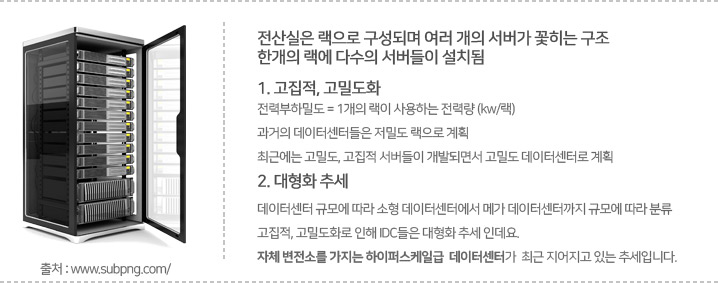 전산실은 랙으로 구성되며 여러 개의 서버가 꽃히는 구조
한개의 랙에 다수의 서버들이 설치됨
1. 고집적, 고밀도화
전력부하밀도 = 1개의 랙이 사용하는 전력량 (kw/랙)
과거의 데이터센터들은 저밀도 랙으로 계획
최근에는 고밀도, 고집적 서버들이 개발되면서 고밀도 데이터센터로 계획
2. 대형화 추세
데이터센터 규모에 따라 소형 데이터센터에서 메가 데이터센터까지 규모에 따라 분류
고집적, 고밀도화로 인해 IDC들은 대형화 추세 인데요.
자체 변전소를 가지는 하이퍼스케일급 데이터센터가 최근 지어지고 있는 추세입니다.
출처 : www.subpng.com/